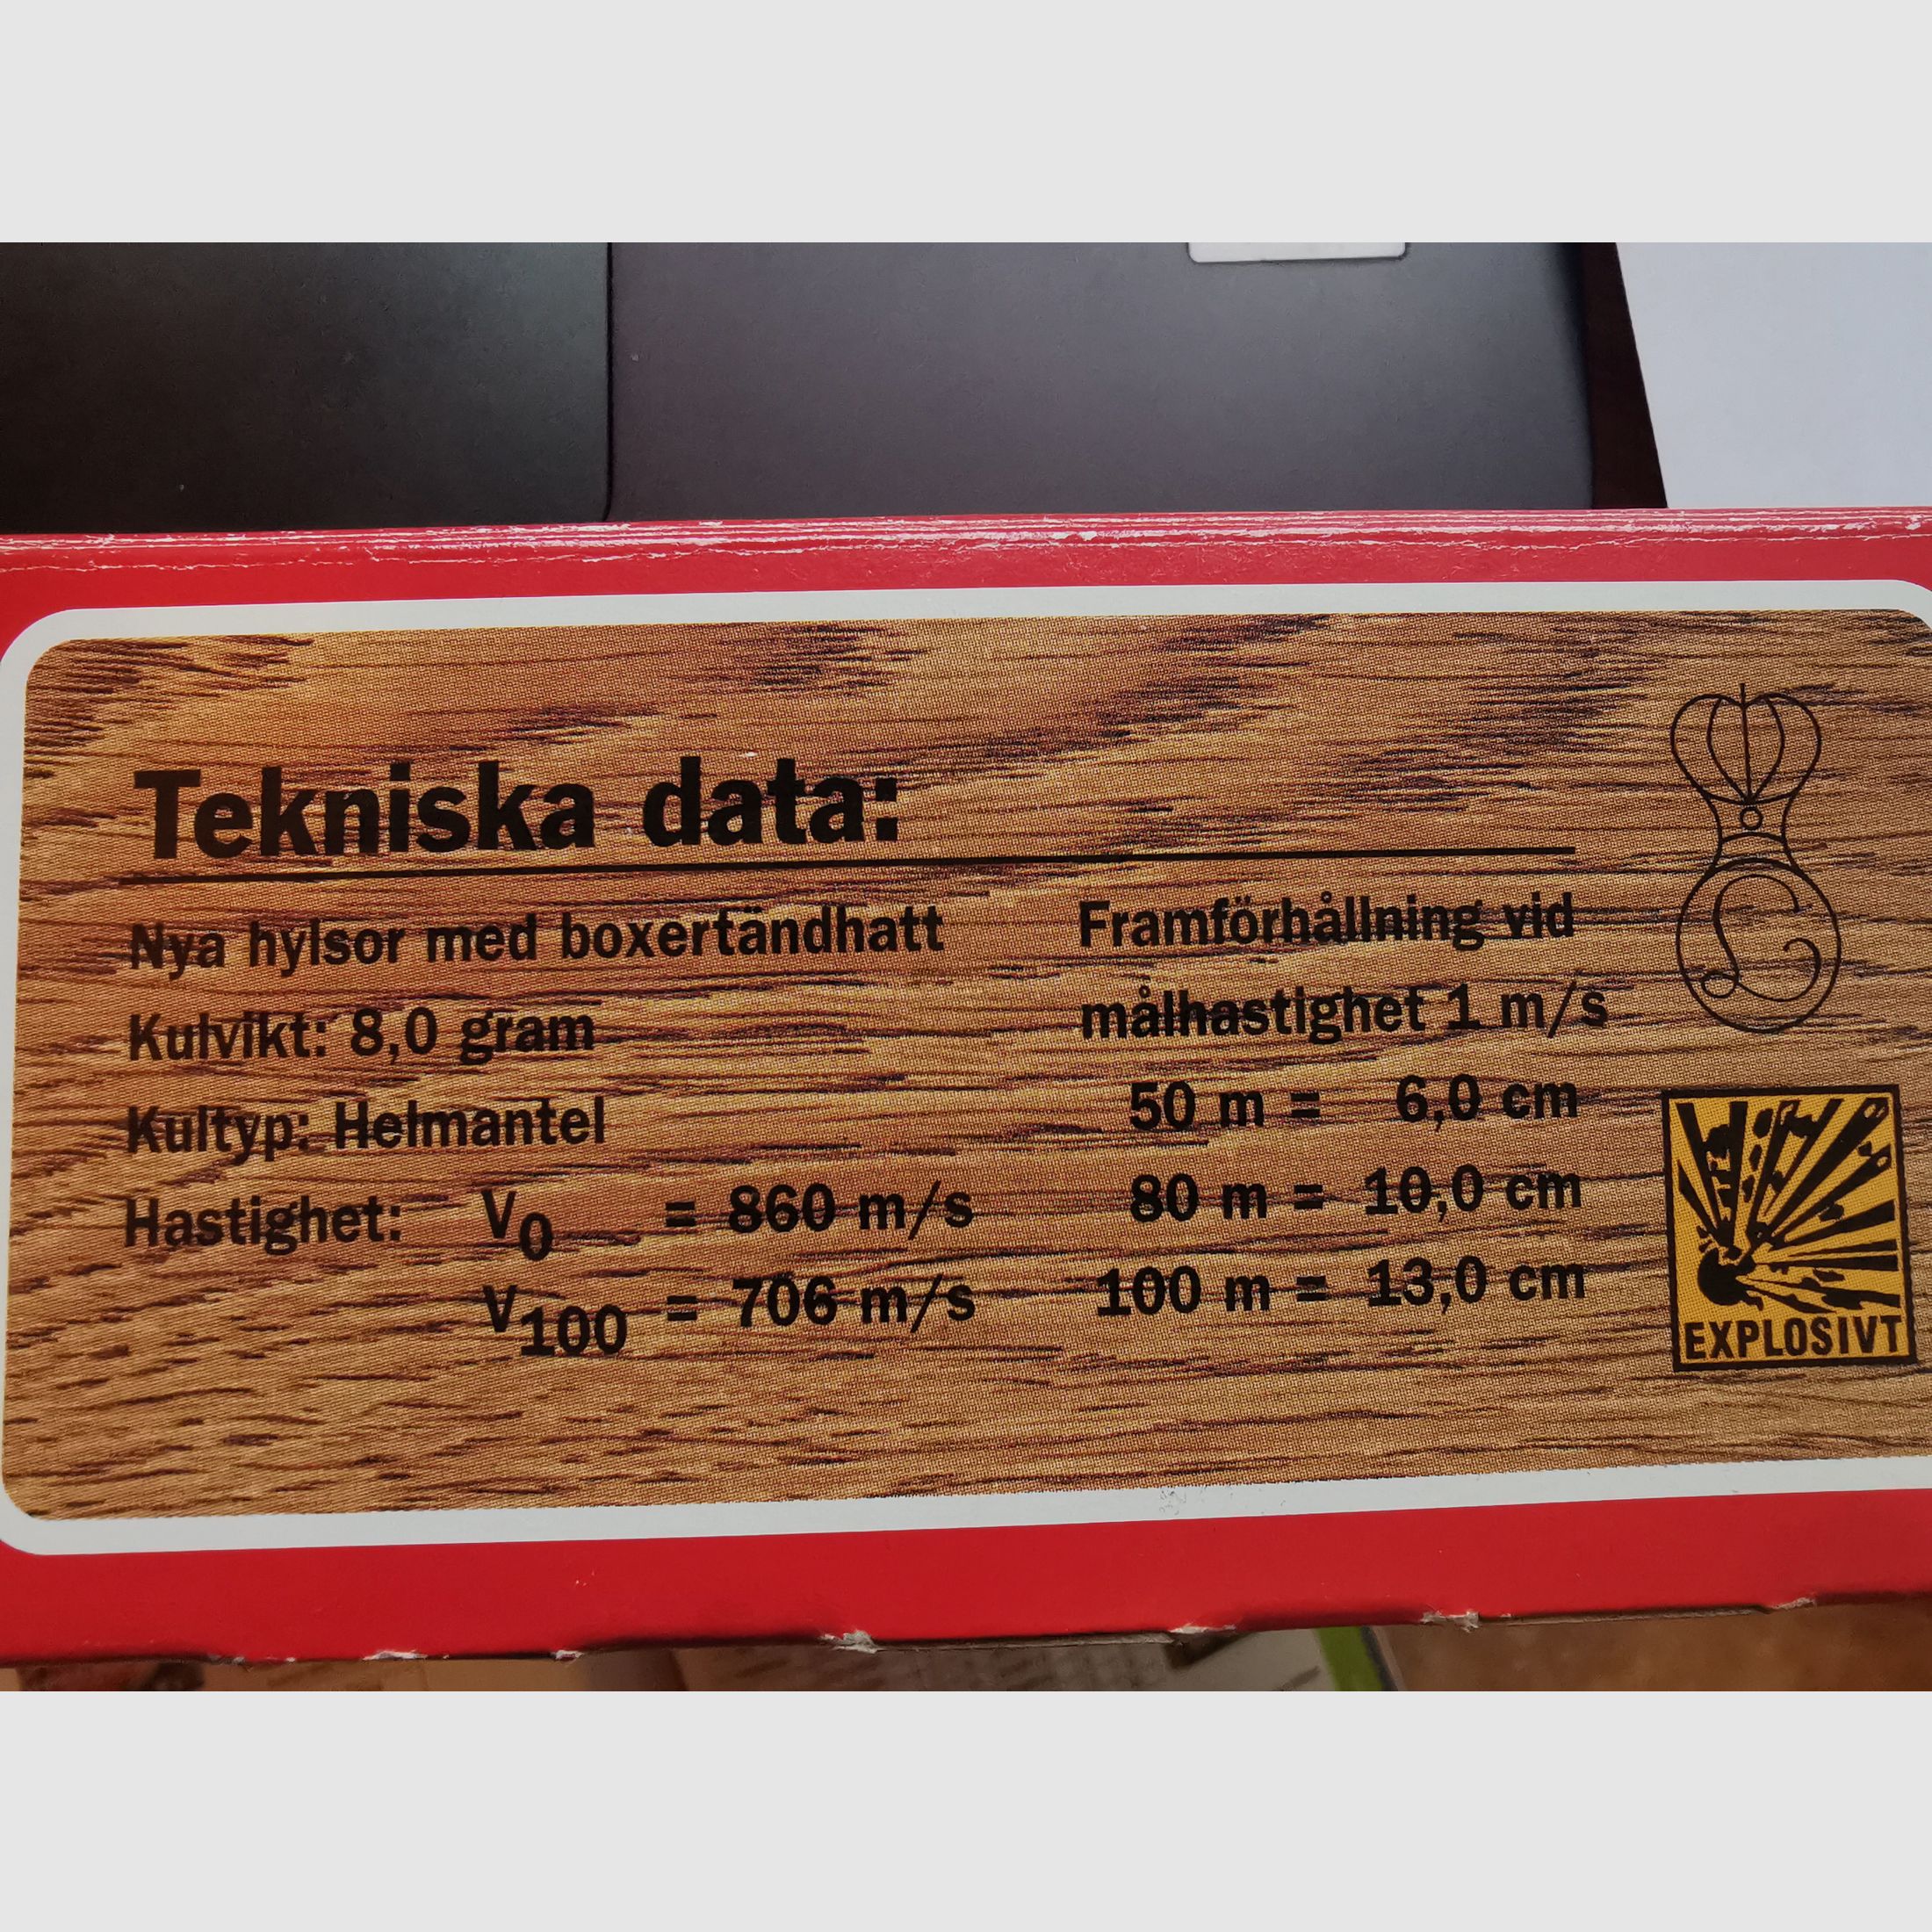 Tekniska data:
Nya hylsor med boxertändhatt
Kulvikt: 8,0 gram
Kultyp: Helmantel
Hastighet: V0 = 860 m/s
V100 = 706 m/s
Framförhållning vid
målhastighet 1 m/s
50 m = 6,0 cm
80 m = 10,0 cm
100 m = 13,0 cm
EXPLOSIVT